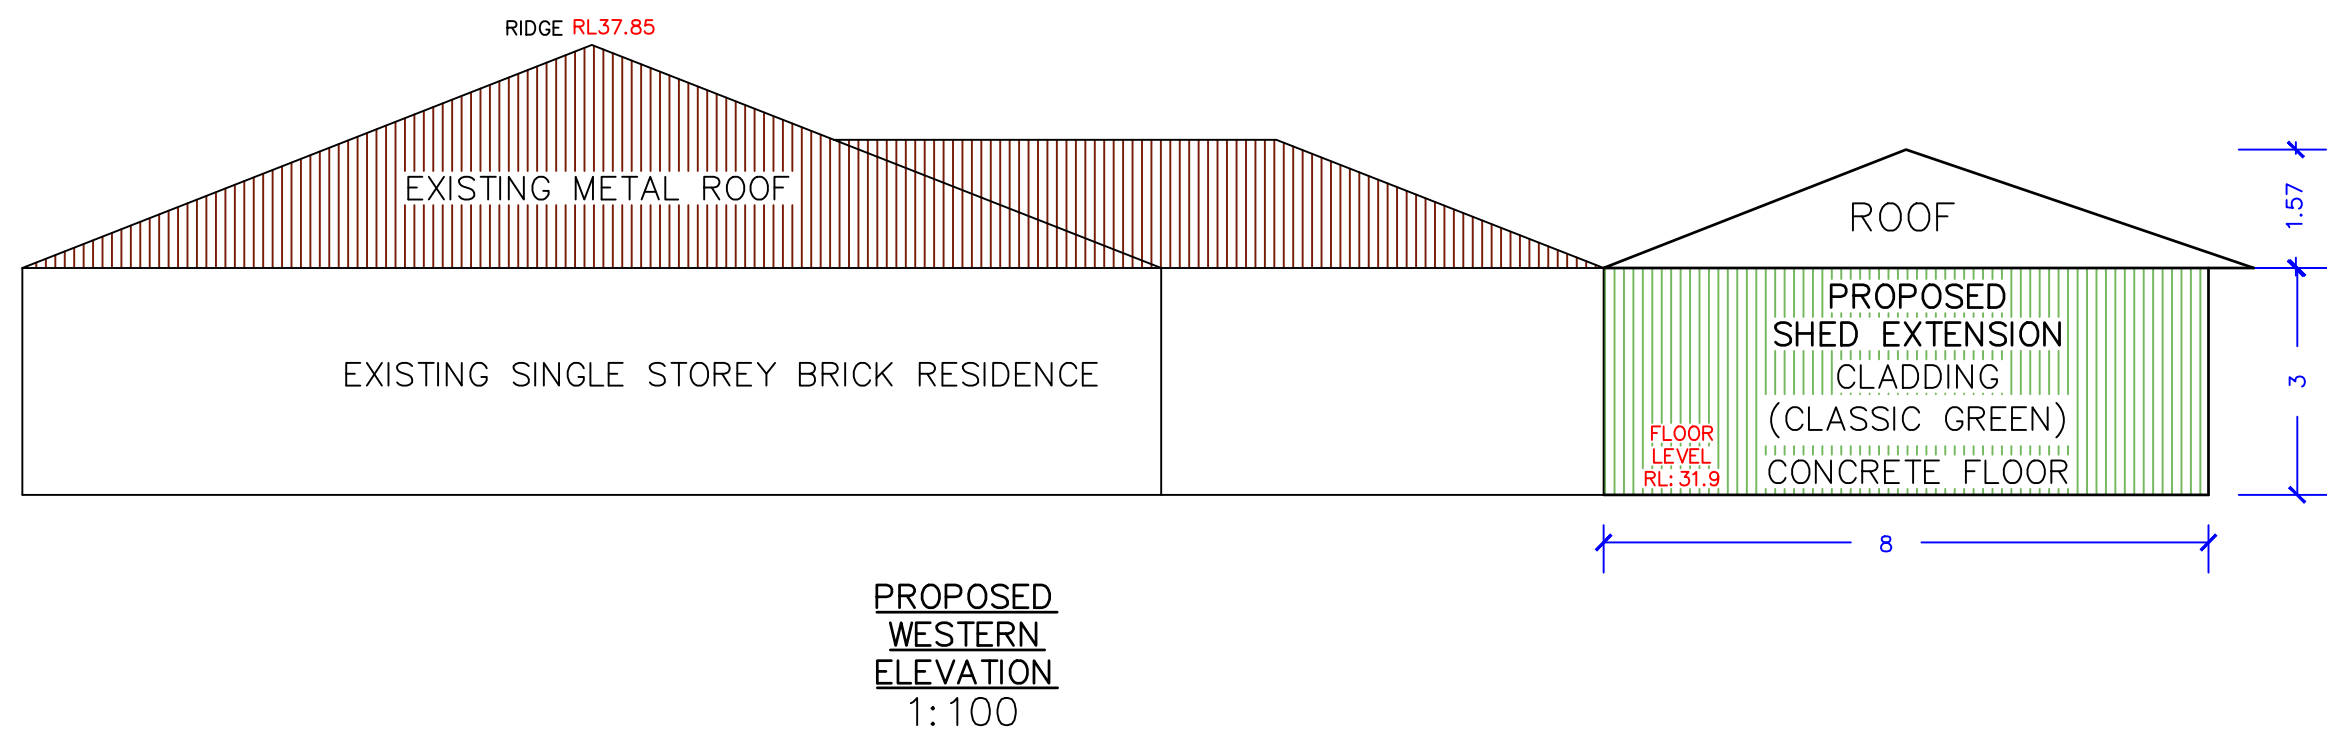 RIDGE RL37.85
EXISTING METAL ROOF
ROOF
1.57
EXISTING SINGLE STOREY BRICK RESIDENCE
PROPOSED
SHED EXTENSION
CLADDING
(CLASSIC GREEN)
CONCRETE FLOOR
FLOOR
LEVEL
RL: 31.9
3
8
PROPOSED
WESTERN
ELEVATION
1:100